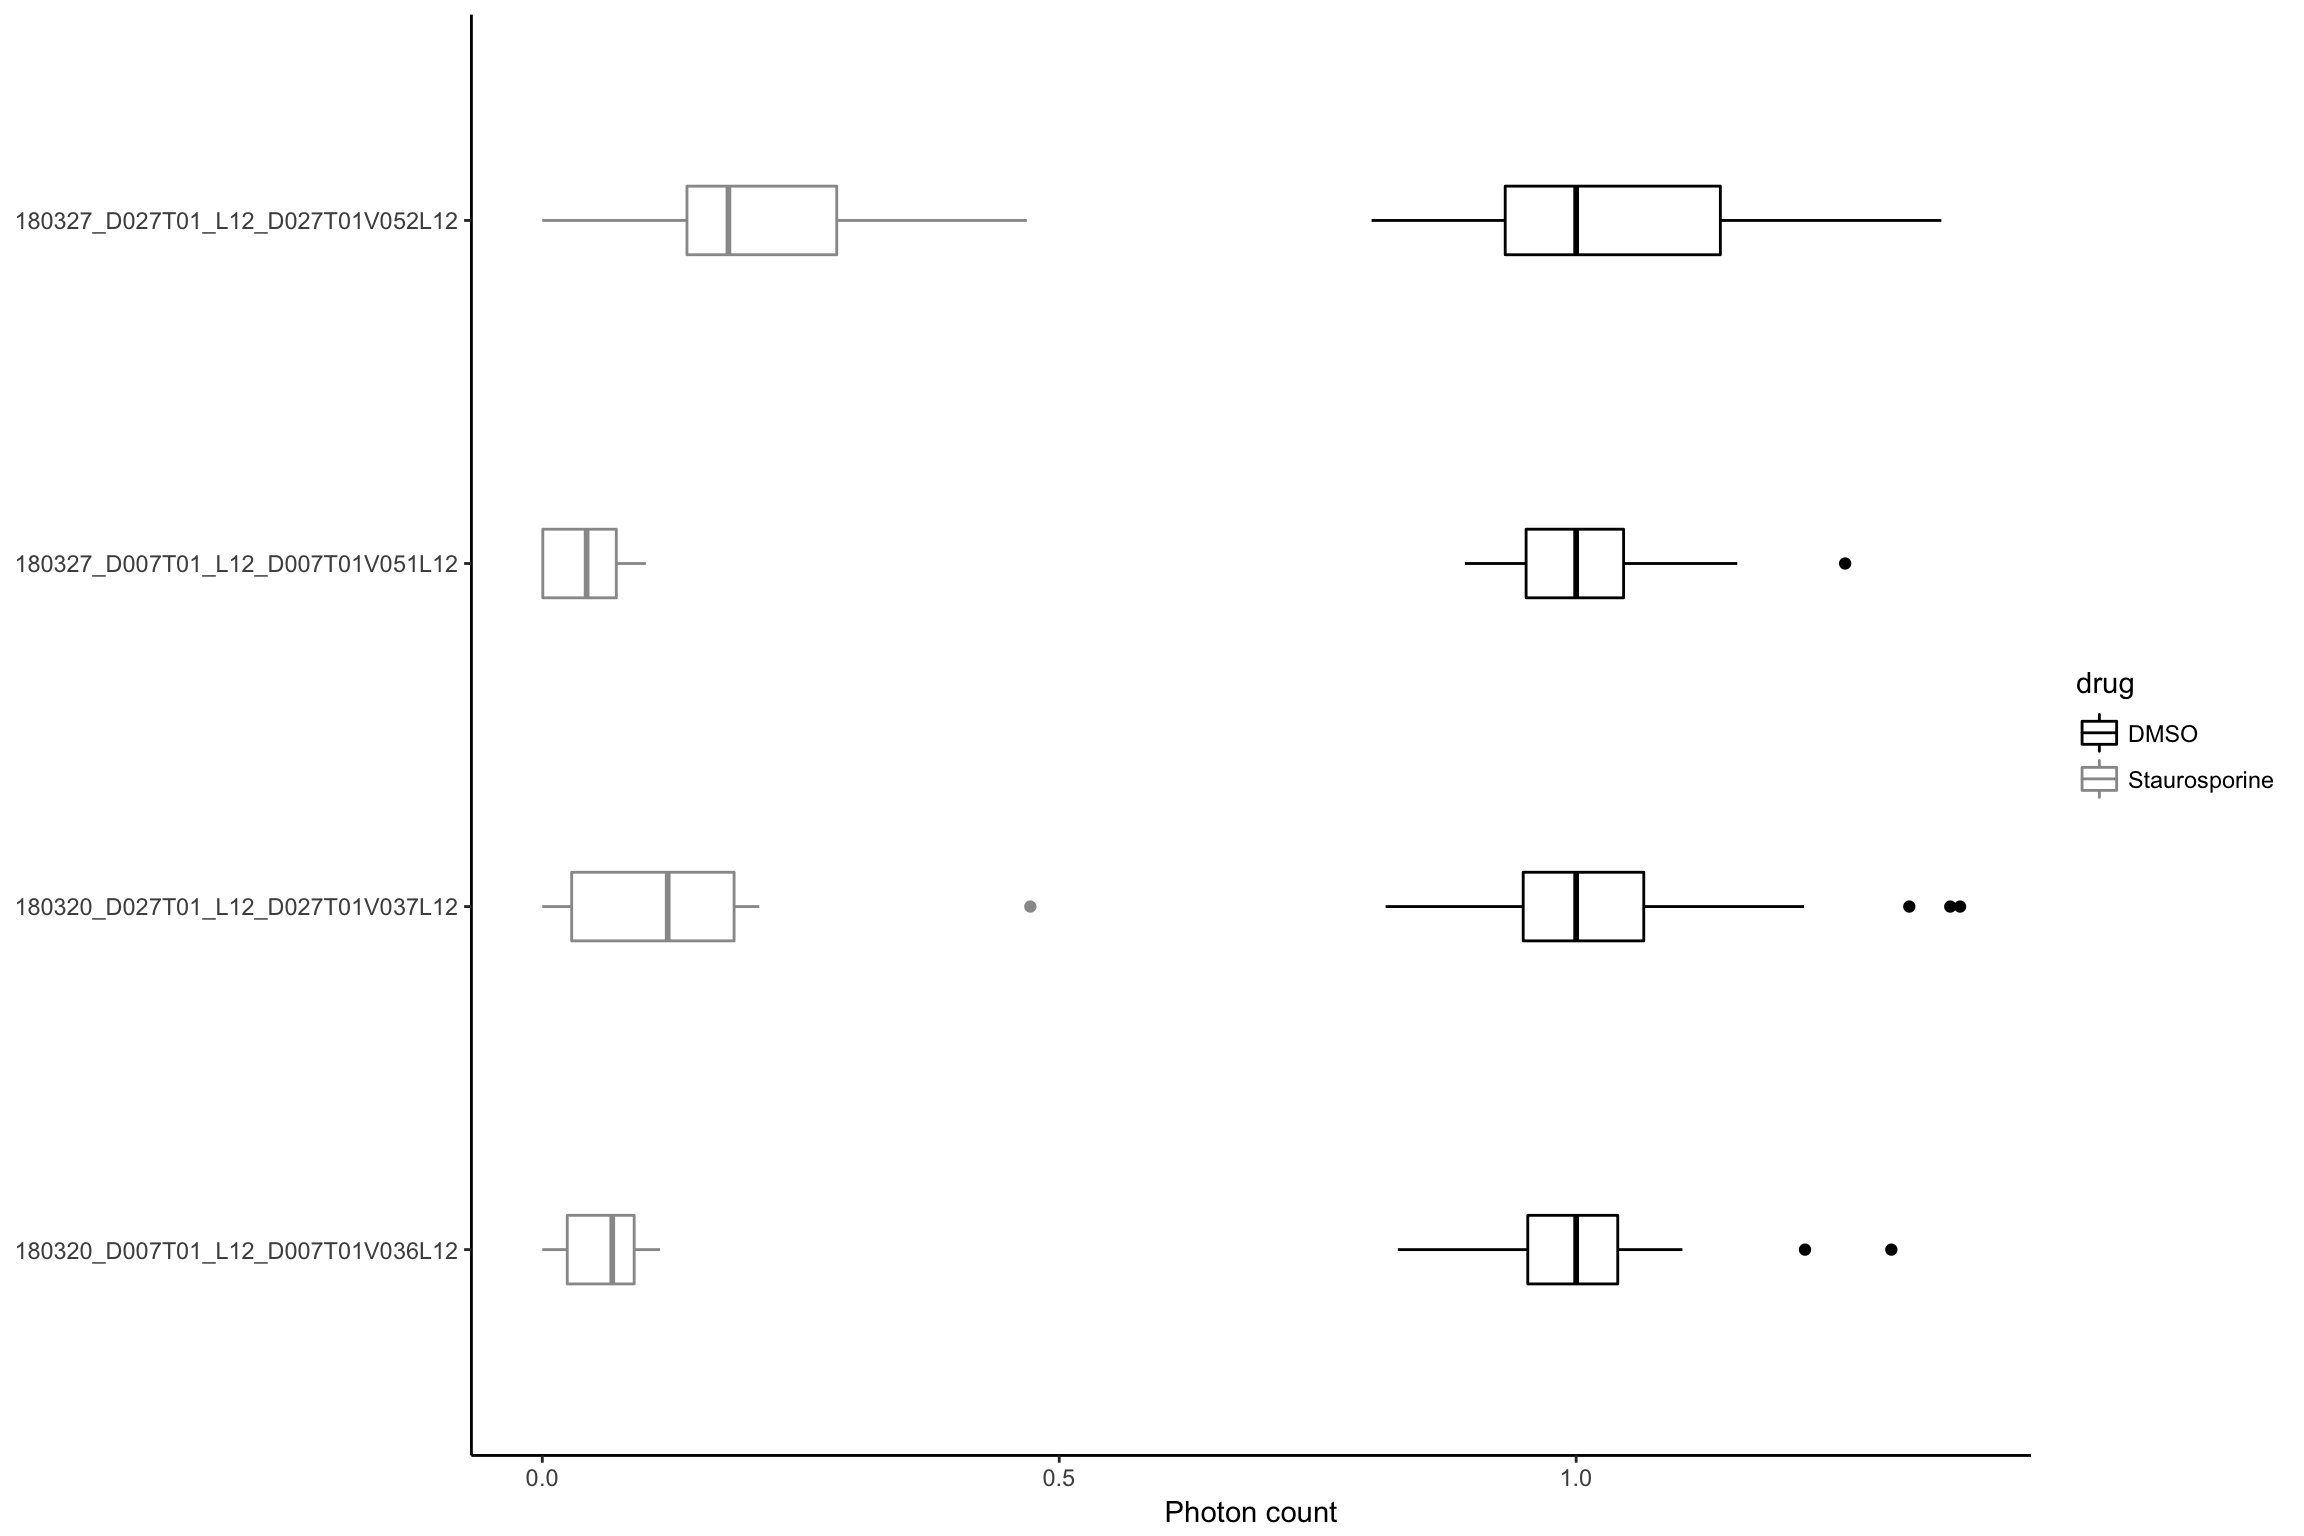 180327_D027T01_L12_D027T01V052L12
180327_D007T01_L12_D007T01V051L12
180320_D027T01_L12_D027T01V037L12
180320_D007T01_L12_D007T01V036L12
0.0
0.5
1.0
Photon count
drug
DMSO
Staurosporine